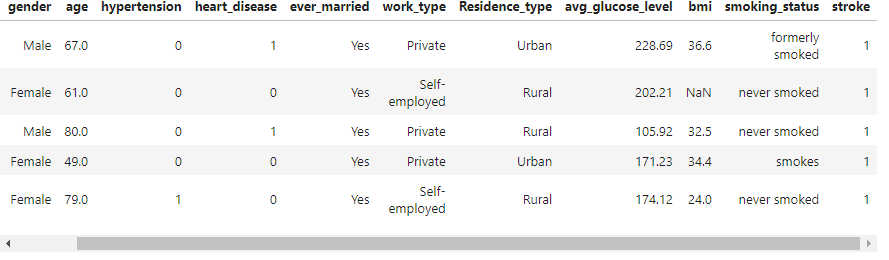 gender age hypertension heart_disease ever_married work_type Residence_type avg_glucose_level bmi smoking_status stroke
Male 67.0 0 1 Yes Private Urban 228.69 36.6 formerly smoked 1
Female 61.0 0 0 Yes Self-employed Rural 202.21 NaN never smoked 1
Male 80.0 0 1 Yes Private Rural 105.92 32.5 never smoked 1
Female 49.0 0 0 Yes Private Urban 171.23 34.4 smokes 1
Female 79.0 1 0 Yes Self-employed Rural 174.12 24.0 never smoked 1